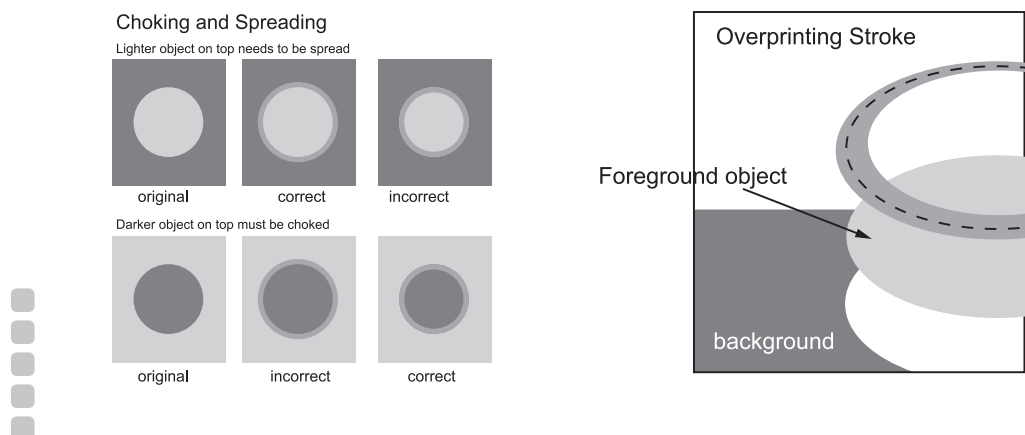 Choking and Spreading
Lighter object on top needs to be spread
original correct incorrect
Darker object on top must be choked
original incorrect correct
Overprinting Stroke
Foreground object
background